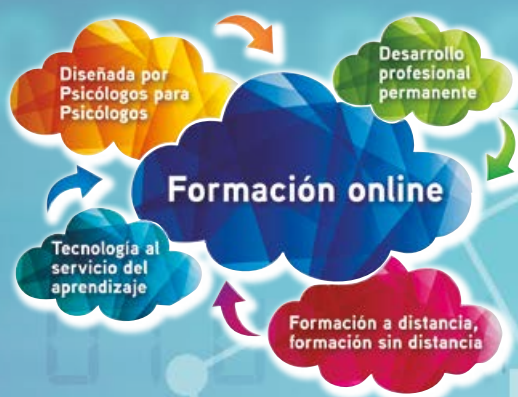 Diseñada por
Psicólogos para
Psicólogos
Desarrollo
profesional
permanente
Formación online
Tecnología al
servicio del
aprendizaje
Formación a distancia,
formación sin distancia